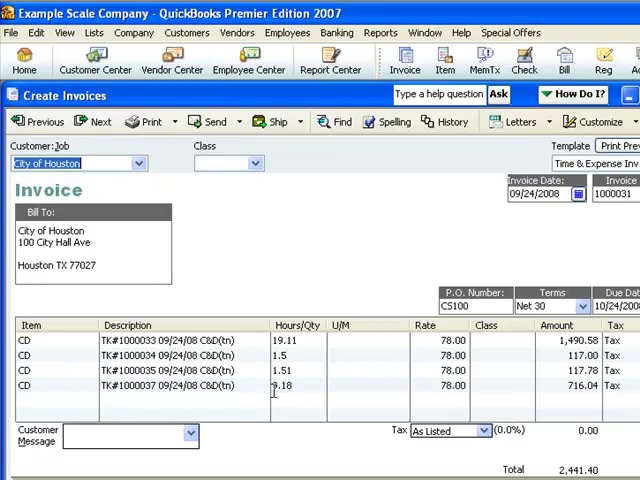 Example Scale Company - QuickBooks Premier Edition 2007
File Edit View Lists Company Customers Vendors Employees Banking Reports Window Help Special Offers
Home Customer Center Vendor Center Employee Center Report Center Invoice Item MemTx Check Bill Reg
Create Invoices Type a help question Ask How Do I?
Previous Next Print Send Ship Find Spelling History Letters Customize
Customer:Job Class Template Print Prev
City of Houston Time & Expense Inv
Invoice
Invoice Date: Invoice
09/24/2008 1000031
Bill To:
City of Houston
100 City Hall Ave
Houston TX 77027
P.O. Number: Terms Due Da
CS100 Net 30 10/24/200
Item Description Hours/Qty U/M Rate Class Amount Tax
CD TK#1000033 09/24/08 C&D(tn) 19.11 78.00 1,490.58 Tax
CD TK#1000034 09/24/08 C&D(tn) 1.5 78.00 117.00 Tax
CD TK#1000035 09/24/08 C&D(tn) 1.51 78.00 117.78 Tax
CD TK#1000037 09/24/08 C&D(tn) 9.18 78.00 716.04 Tax
Customer Message Tax As Listed (0.0%) 0.00
Total 2,441.40